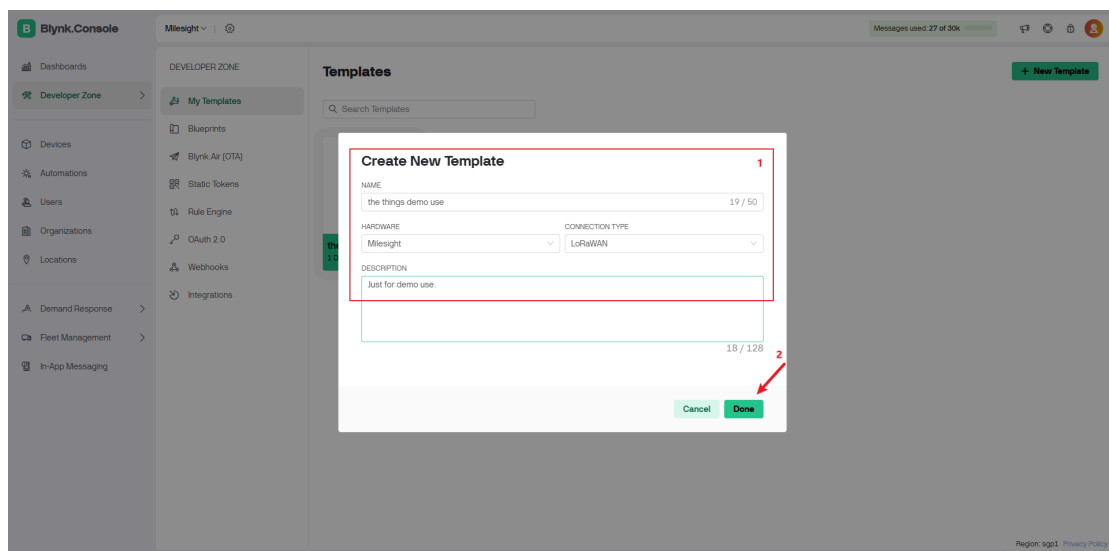 B Blynk.Console
Milesight
Messages used: 27 of 30k
Dashboards
Developer Zone
Devices
Automations
Users
Organizations
Locations
Demand Response
Fleet Management
In-App Messaging
DEVELOPER ZONE
My Templates
Blueprints
Blynk.Air (OTA)
Static Tokens
Rule Engine
OAuth 2.0
Webhooks
Integrations
Templates
+ New Template
Search Templates
the
1 D
Create New Template
1
NAME
the things demo use
19 / 50
HARDWARE
CONNECTION TYPE
Milesight
LoRaWAN
DESCRIPTION
Just for demo use.
18 / 128
2
Cancel
Done
Region: sgp1 Privacy Policy